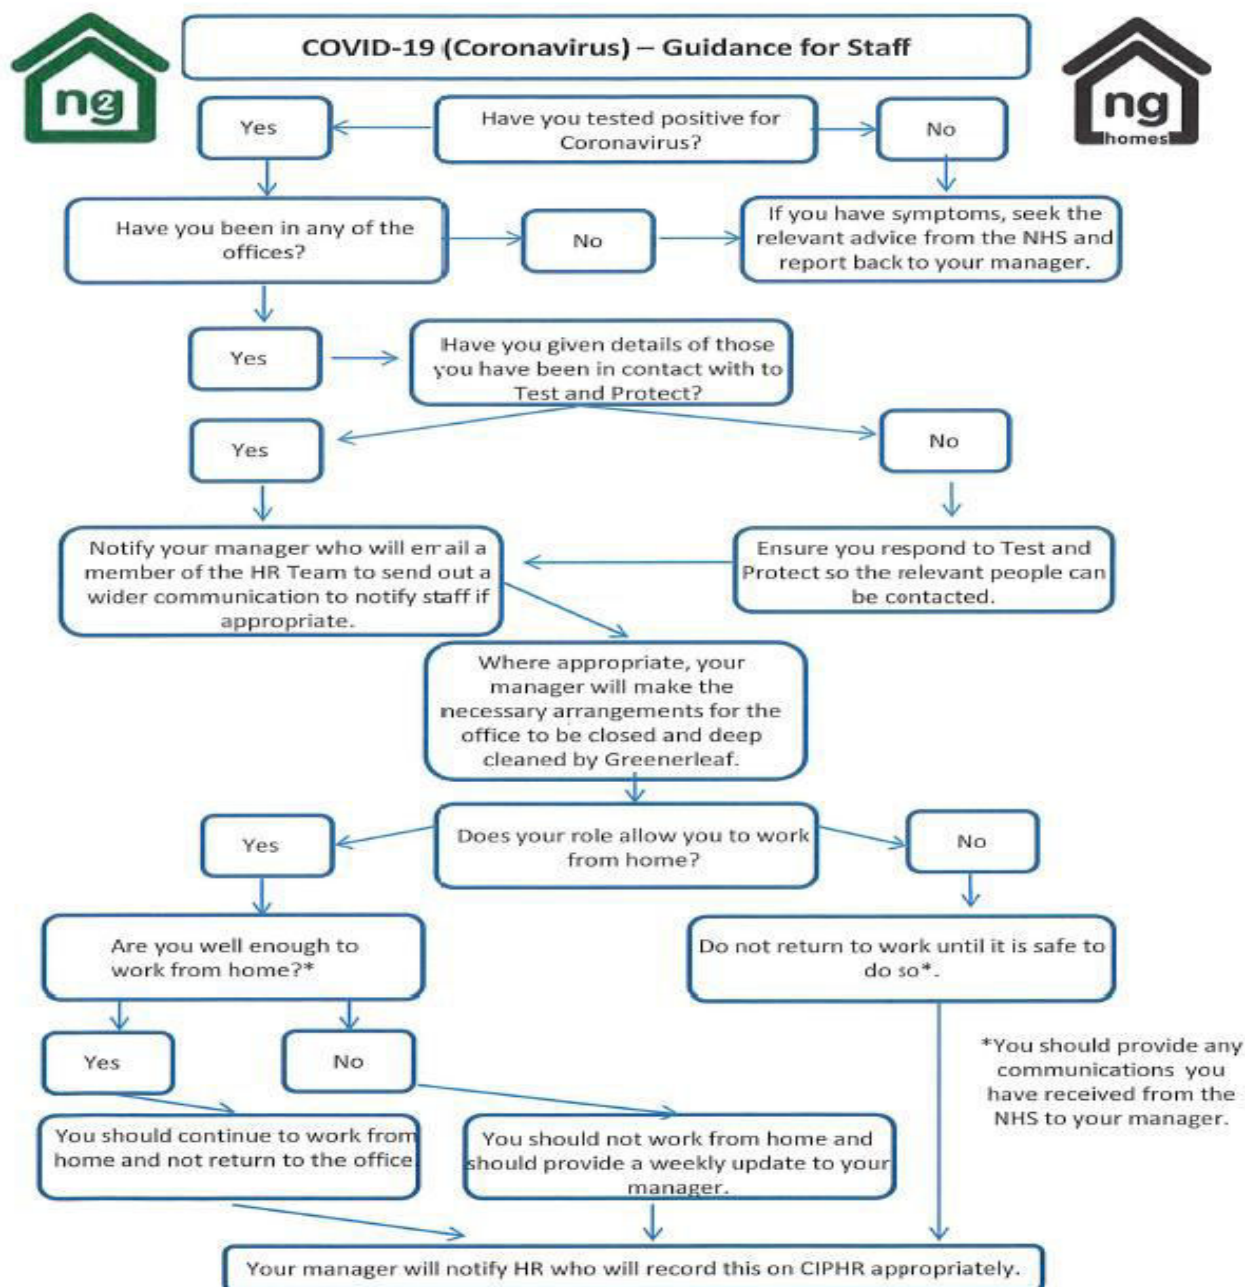 COVID-19 (Coronavirus) – Guidance for Staff
ng2
ng
homes
Yes
Have you tested positive for
Coronavirus?
No
Have you been in any of the
offices?
No
If you have symptoms, seek the
relevant advice from the NHS and
report back to your manager.
Yes
Have you given details of those
you have been in contact with to
Test and Protect?
Yes
No
Notify your manager who will email a
member of the HR Team to send out a
wider communication to notify staff if
appropriate.
Ensure you respond to Test and
Protect so the relevant people can
be contacted.
Where appropriate, your
manager will make the
necessary arrangements for the
office to be closed and deep
cleaned by Greenerleaf.
Yes
Does your role allow you to work
from home?
No
Are you well enough to
work from home?*
Do not return to work until it is safe to
do so*.
Yes
No
*You should provide any
communications you
have received from the
NHS to your manager.
You should continue to work from
home and not return to the office.
You should not work from home and
should provide a weekly update to your
manager.
Your manager will notify HR who will record this on CIPHR appropriately.